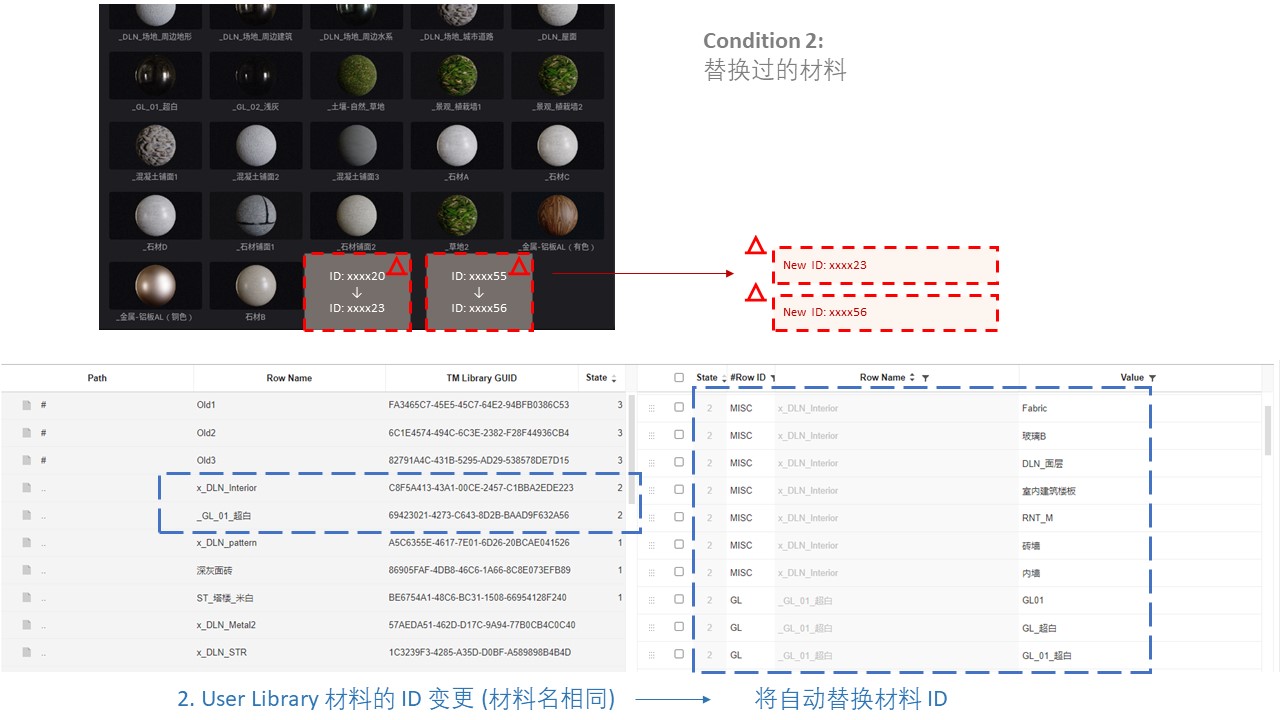 _DLN_场地_周边地形 _DLN_场地_周边建筑 _DLN_场地_周边水系 _DLN_场地_城市道路 _DLN_屋面
Condition 2:
替换过的材料
_GL_01_超白 _GL_02_浅灰 _土壤-自然_草地 _景观_植栽墙1 _景观_植栽墙2
_混凝土铺面1 _混凝土铺面2 _混凝土铺面3 _石材A _石材C
_石材D _石材铺面1 _石材铺面2 _草地2 _金属-铝板AL（有色）
_金属-铝板AL（铜色） 石材B
ID: xxxx20
↓
ID: xxxx23
ID: xxxx55
↓
ID: xxxx56
New ID: xxxx23
New ID: xxxx56
Path Row Name TM Library GUID State
# Old1 FA3465C7-45E5-45C7-64E2-94BFB0386C53 3
# Old2 6C1E4574-494C-6C3E-2382-F28F44936CB4 3
# Old3 82791A4C-431B-5295-AD29-538578DE7D15 3
.. x_DLN_Interior C8F5A413-43A1-00CE-2457-C1BBA2EDE223 2
.. _GL_01_超白 69423021-4273-C643-8D2B-BAAD9F632A56 2
.. x_DLN_pattern A5C6355E-4617-7E01-6D26-20BCAE041526 1
.. 深灰面砖 86905FAF-4DB8-46C6-1A66-8C8E073EFB89 1
.. ST_塔楼_米白 BE6754A1-48C6-BC31-1508-66954128F240 1
.. x_DLN_Metal2 57AEDA51-462D-D17C-9A94-77B0CB4C0C40
.. x_DLN_STR 1C3239F3-4285-A35D-D0BF-A589898B4B4D
State #Row ID Row Name Value
2 MISC x_DLN_Interior Fabric
2 MISC x_DLN_Interior 玻璃B
2 MISC x_DLN_Interior DLN_面层
2 MISC x_DLN_Interior 室内建筑楼板
2 MISC x_DLN_Interior RNT_M
2 MISC x_DLN_Interior 砖墙
2 MISC x_DLN_Interior 内墙
2 GL _GL_01_超白 GL01
2 GL _GL_01_超白 GL_超白
2 GL _GL_01_超白 GL_01_超白
2. User Library 材料的 ID 变更 (材料名相同)
将自动替换材料 ID